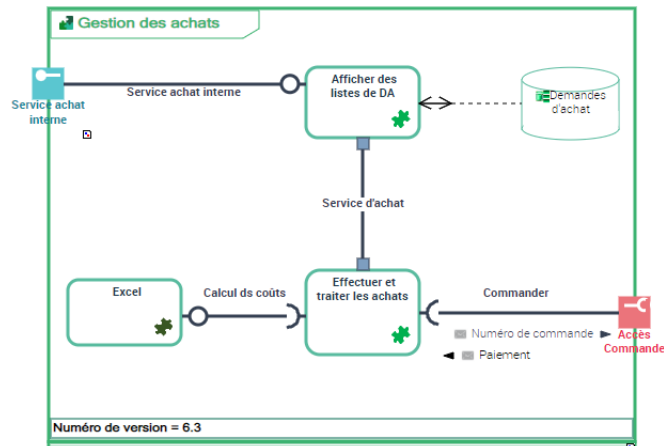 Gestion des achats
Service achat
interne
Service achat interne
Afficher des
listes de DA
Demandes
d'achat
Service d'achat
Excel
Calcul ds coûts
Effectuer et
traiter les achats
Commander
Numéro de commande
Paiement
Accès
Commande
Numéro de version = 6.3